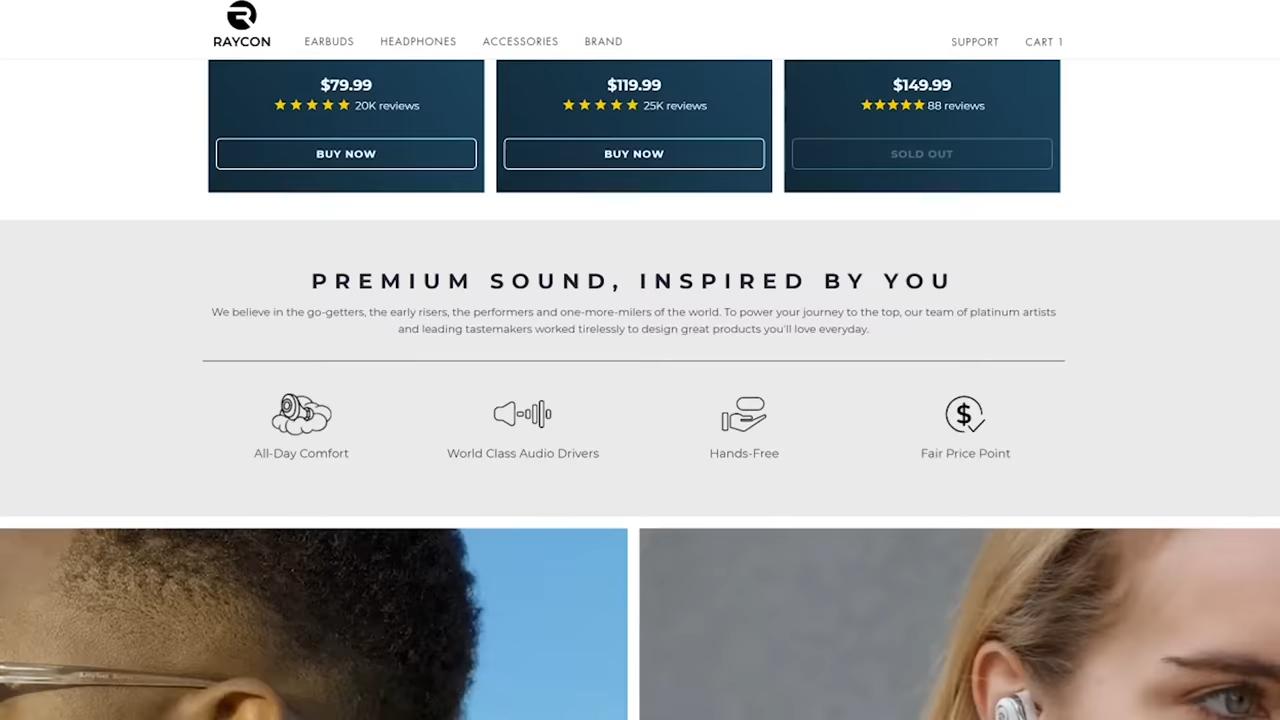 RAYCON
EARBUDS HEADPHONES ACCESSORIES BRAND SUPPORT CART 1
$79.99 $119.99 $149.99
20K reviews 25K reviews 88 reviews
BUY NOW BUY NOW SOLD OUT
PREMIUM SOUND, INSPIRED BY YOU
We believe in the go-getters, the early risers, the performers and one-more-milers of the world. To power your journey to the top, our team of platinum artists
and leading tastemakers worked tirelessly to design great products you'll love everyday.
All-Day Comfort World Class Audio Drivers Hands-Free Fair Price Point